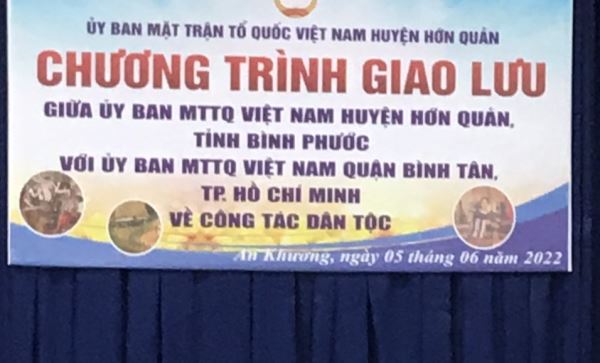 ỦY BAN MẶT TRẬN TỔ QUỐC VIỆT NAM HUYỆN HỚN QUẢN
CHƯƠNG TRÌNH GIAO LƯU
GIỮA ỦY BAN MTTQ VIỆT NAM HUYỆN HỚN QUẢN,
TỈNH BÌNH PHƯỚC
VỚI ỦY BAN MTTQ VIỆT NAM QUẬN BÌNH TÂN,
TP. HỒ CHÍ MINH
VỀ CÔNG TÁC DÂN TỘC
An Khương, ngày 05 tháng 06 năm 2022